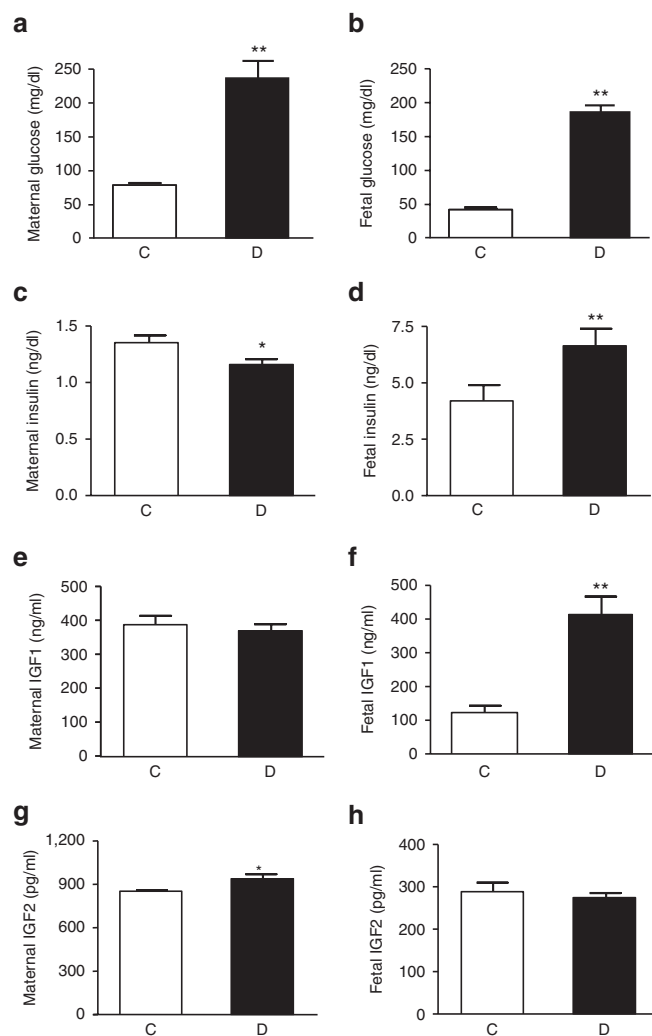 a
Maternal glucose (mg/dl)
250
200
150
100
50
0
**
C D
b
Fetal glucose (mg/dl)
250
200
150
100
50
0
**
C D
c
Maternal insulin (ng/dl)
1.5
1.0
0.5
0.0
*
C D
d
Fetal insulin (ng/dl)
7.5
5.0
2.5
0.0
**
C D
e
Maternal IGF1 (ng/ml)
500
400
300
200
100
0
C D
f
Fetal IGF1 (ng/ml)
500
400
300
200
100
0
**
C D
g
Maternal IGF2 (pg/ml)
1,200
900
600
300
0
*
C D
h
Fetal IGF2 (pg/ml)
400
300
200
100
0
C D